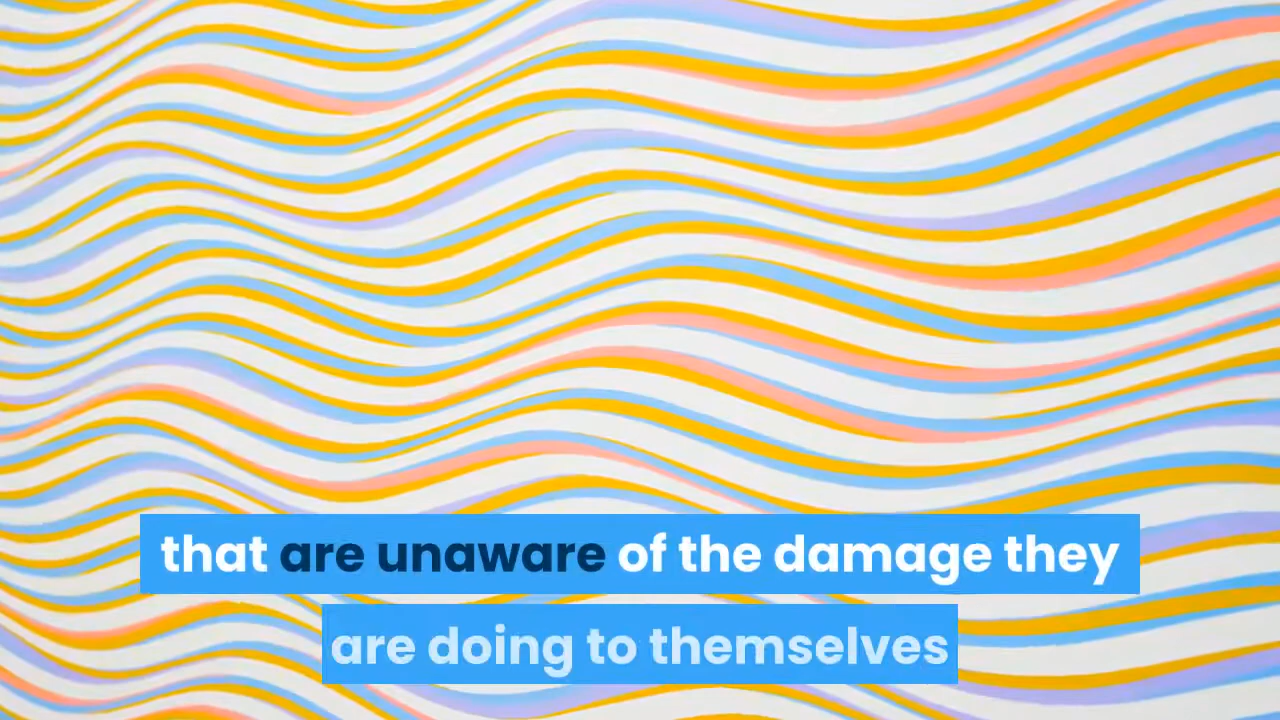 that are unaware of the damage they
are doing to themselves